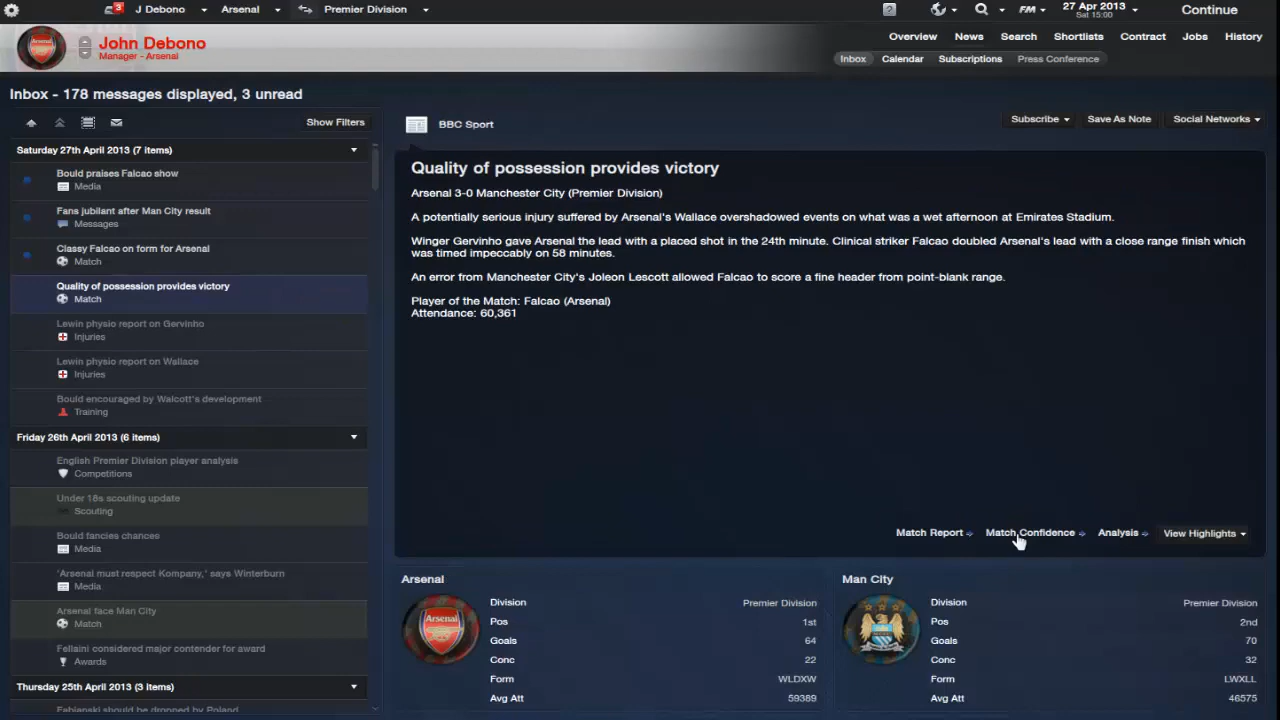 3 J Debono Arsenal Premier Division ? FM 27 Apr 2013 Continue
Sat 15:00
John Debono
Manager - Arsenal
Overview News Search Shortlists Contract Jobs History
Inbox Calendar Subscriptions Press Conference
Inbox - 178 messages displayed, 3 unread
Show Filters
BBC Sport
Subscribe Save As Note Social Networks
Saturday 27th April 2013 (7 items)
Bould praises Falcao show
Media
Fans jubilant after Man City result
Messages
Classy Falcao on form for Arsenal
Match
Quality of possession provides victory
Match
Lewin physio report on Gervinho
Injuries
Lewin physio report on Wallace
Injuries
Bould encouraged by Walcott's development
Training
Friday 26th April 2013 (6 items)
English Premier Division player analysis
Competitions
Under 18s scouting update
Scouting
Bould fancies chances
Media
'Arsenal must respect Kompany,' says Winterburn
Media
Arsenal face Man City
Match
Fellaini considered major contender for award
Awards
Thursday 25th April 2013 (3 items)
Fabianski should be dropped by Poland
Quality of possession provides victory
Arsenal 3-0 Manchester City (Premier Division)
A potentially serious injury suffered by Arsenal's Wallace overshadowed events on what was a wet afternoon at Emirates Stadium.
Winger Gervinho gave Arsenal the lead with a placed shot in the 24th minute. Clinical striker Falcao doubled Arsenal's lead with a close range finish which
was timed impeccably on 58 minutes.
An error from Manchester City's Joleon Lescott allowed Falcao to score a fine header from point-blank range.
Player of the Match: Falcao (Arsenal)
Attendance: 60,361
Match Report Match Confidence Analysis View Highlights
Arsenal
Arsenal
Division Premier Division
Pos 1st
Goals 64
Conc 22
Form WLDXW
Avg Att 59389
Man City
Division Premier Division
Pos 2nd
Goals 70
Conc 32
Form LWXLL
Avg Att 46575